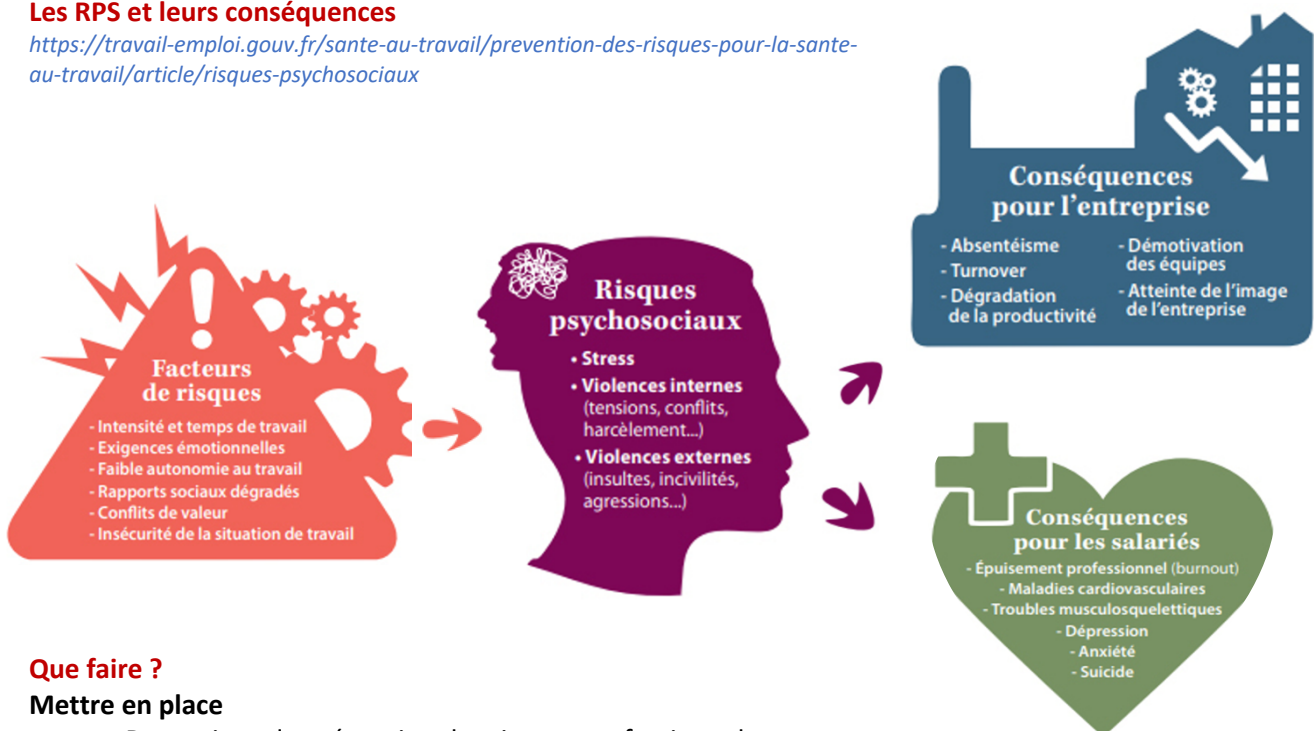 Les RPS et leurs conséquences
https://travail-emploi.gouv.fr/sante-au-travail/prevention-des-risques-pour-la-sante-
au-travail/article/risques-psychosociaux
Facteurs
de risques
- Intensité et temps de travail
- Exigences émotionnelles
- Faible autonomie au travail
- Rapports sociaux dégradés
- Conflits de valeur
- Insécurité de la situation de travail
Risques
psychosociaux
• Stress
• Violences internes
(tensions, conflits,
harcèlement...)
• Violences externes
(insultes, incivilités,
agressions...)
Conséquences
pour l'entreprise
- Absentéisme
- Turnover
- Dégradation
de la productivité
- Démotivation
des équipes
- Atteinte de l'image
de l'entreprise
Conséquences
pour les salariés
- Épuisement professionnel (burnout)
- Maladies cardiovasculaires
- Troubles musculosquelettiques
- Dépression
- Anxiété
- Suicide
Que faire ?
Mettre en place